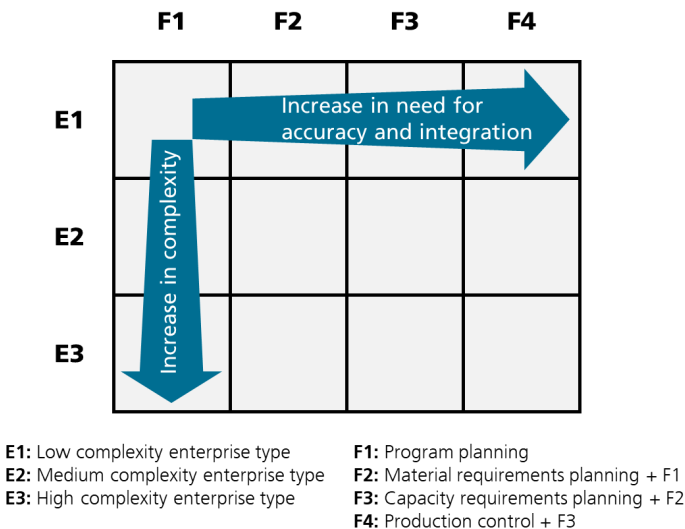 F1 F2 F3 F4
E1
Increase in need for
accuracy and integration
Increase in complexity
E2
E3
E1: Low complexity enterprise type
E2: Medium complexity enterprise type
E3: High complexity enterprise type
F1: Program planning
F2: Material requirements planning + F1
F3: Capacity requirements planning + F2
F4: Production control + F3